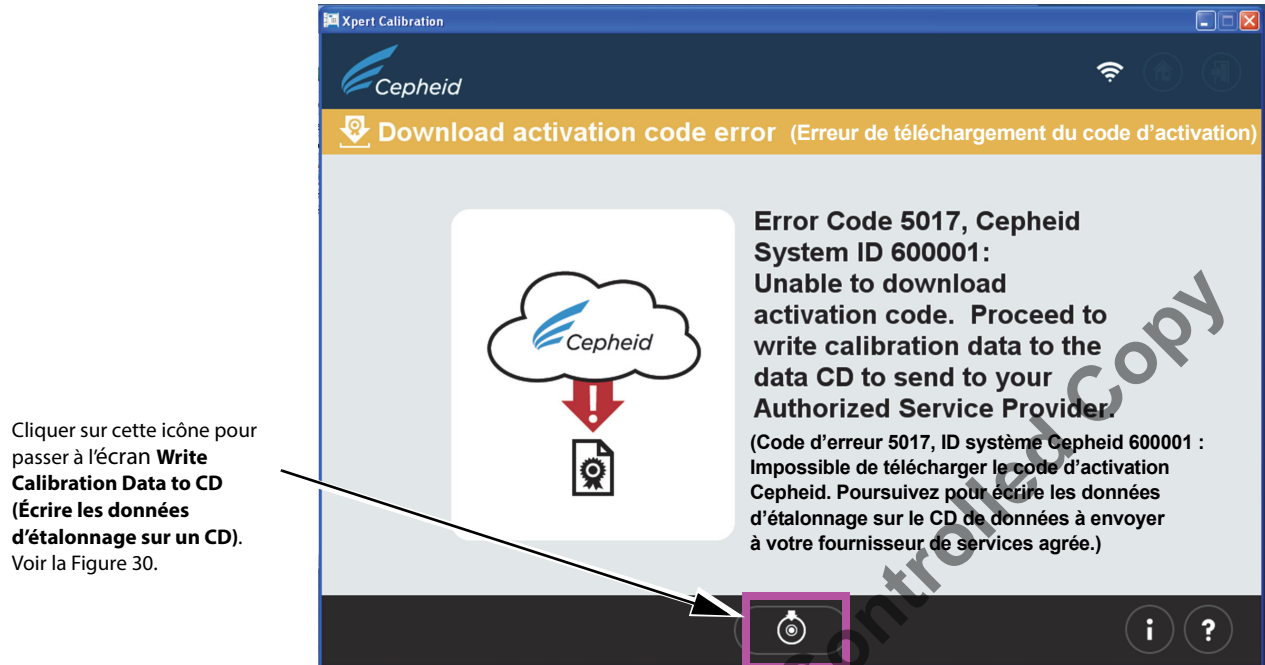 Xpert Calibration
Cepheid
Download activation code error (Erreur de téléchargement du code d’activation)
Cepheid
Error Code 5017, Cepheid
System ID 600001:
Unable to download
activation code. Proceed to
write calibration data to the
data CD to send to your
Authorized Service Provider.
(Code d’erreur 5017, ID système Cepheid 600001 :
Impossible de télécharger le code d’activation
Cepheid. Poursuivez pour écrire les données
d’étalonnage sur le CD de données à envoyer
à votre fournisseur de services agrée.)
Cliquer sur cette icône pour
passer à l’écran Write
Calibration Data to CD
(Écrire les données
d’étalonnage sur un CD).
Voir la Figure 30.
i ?
Controlled Copy